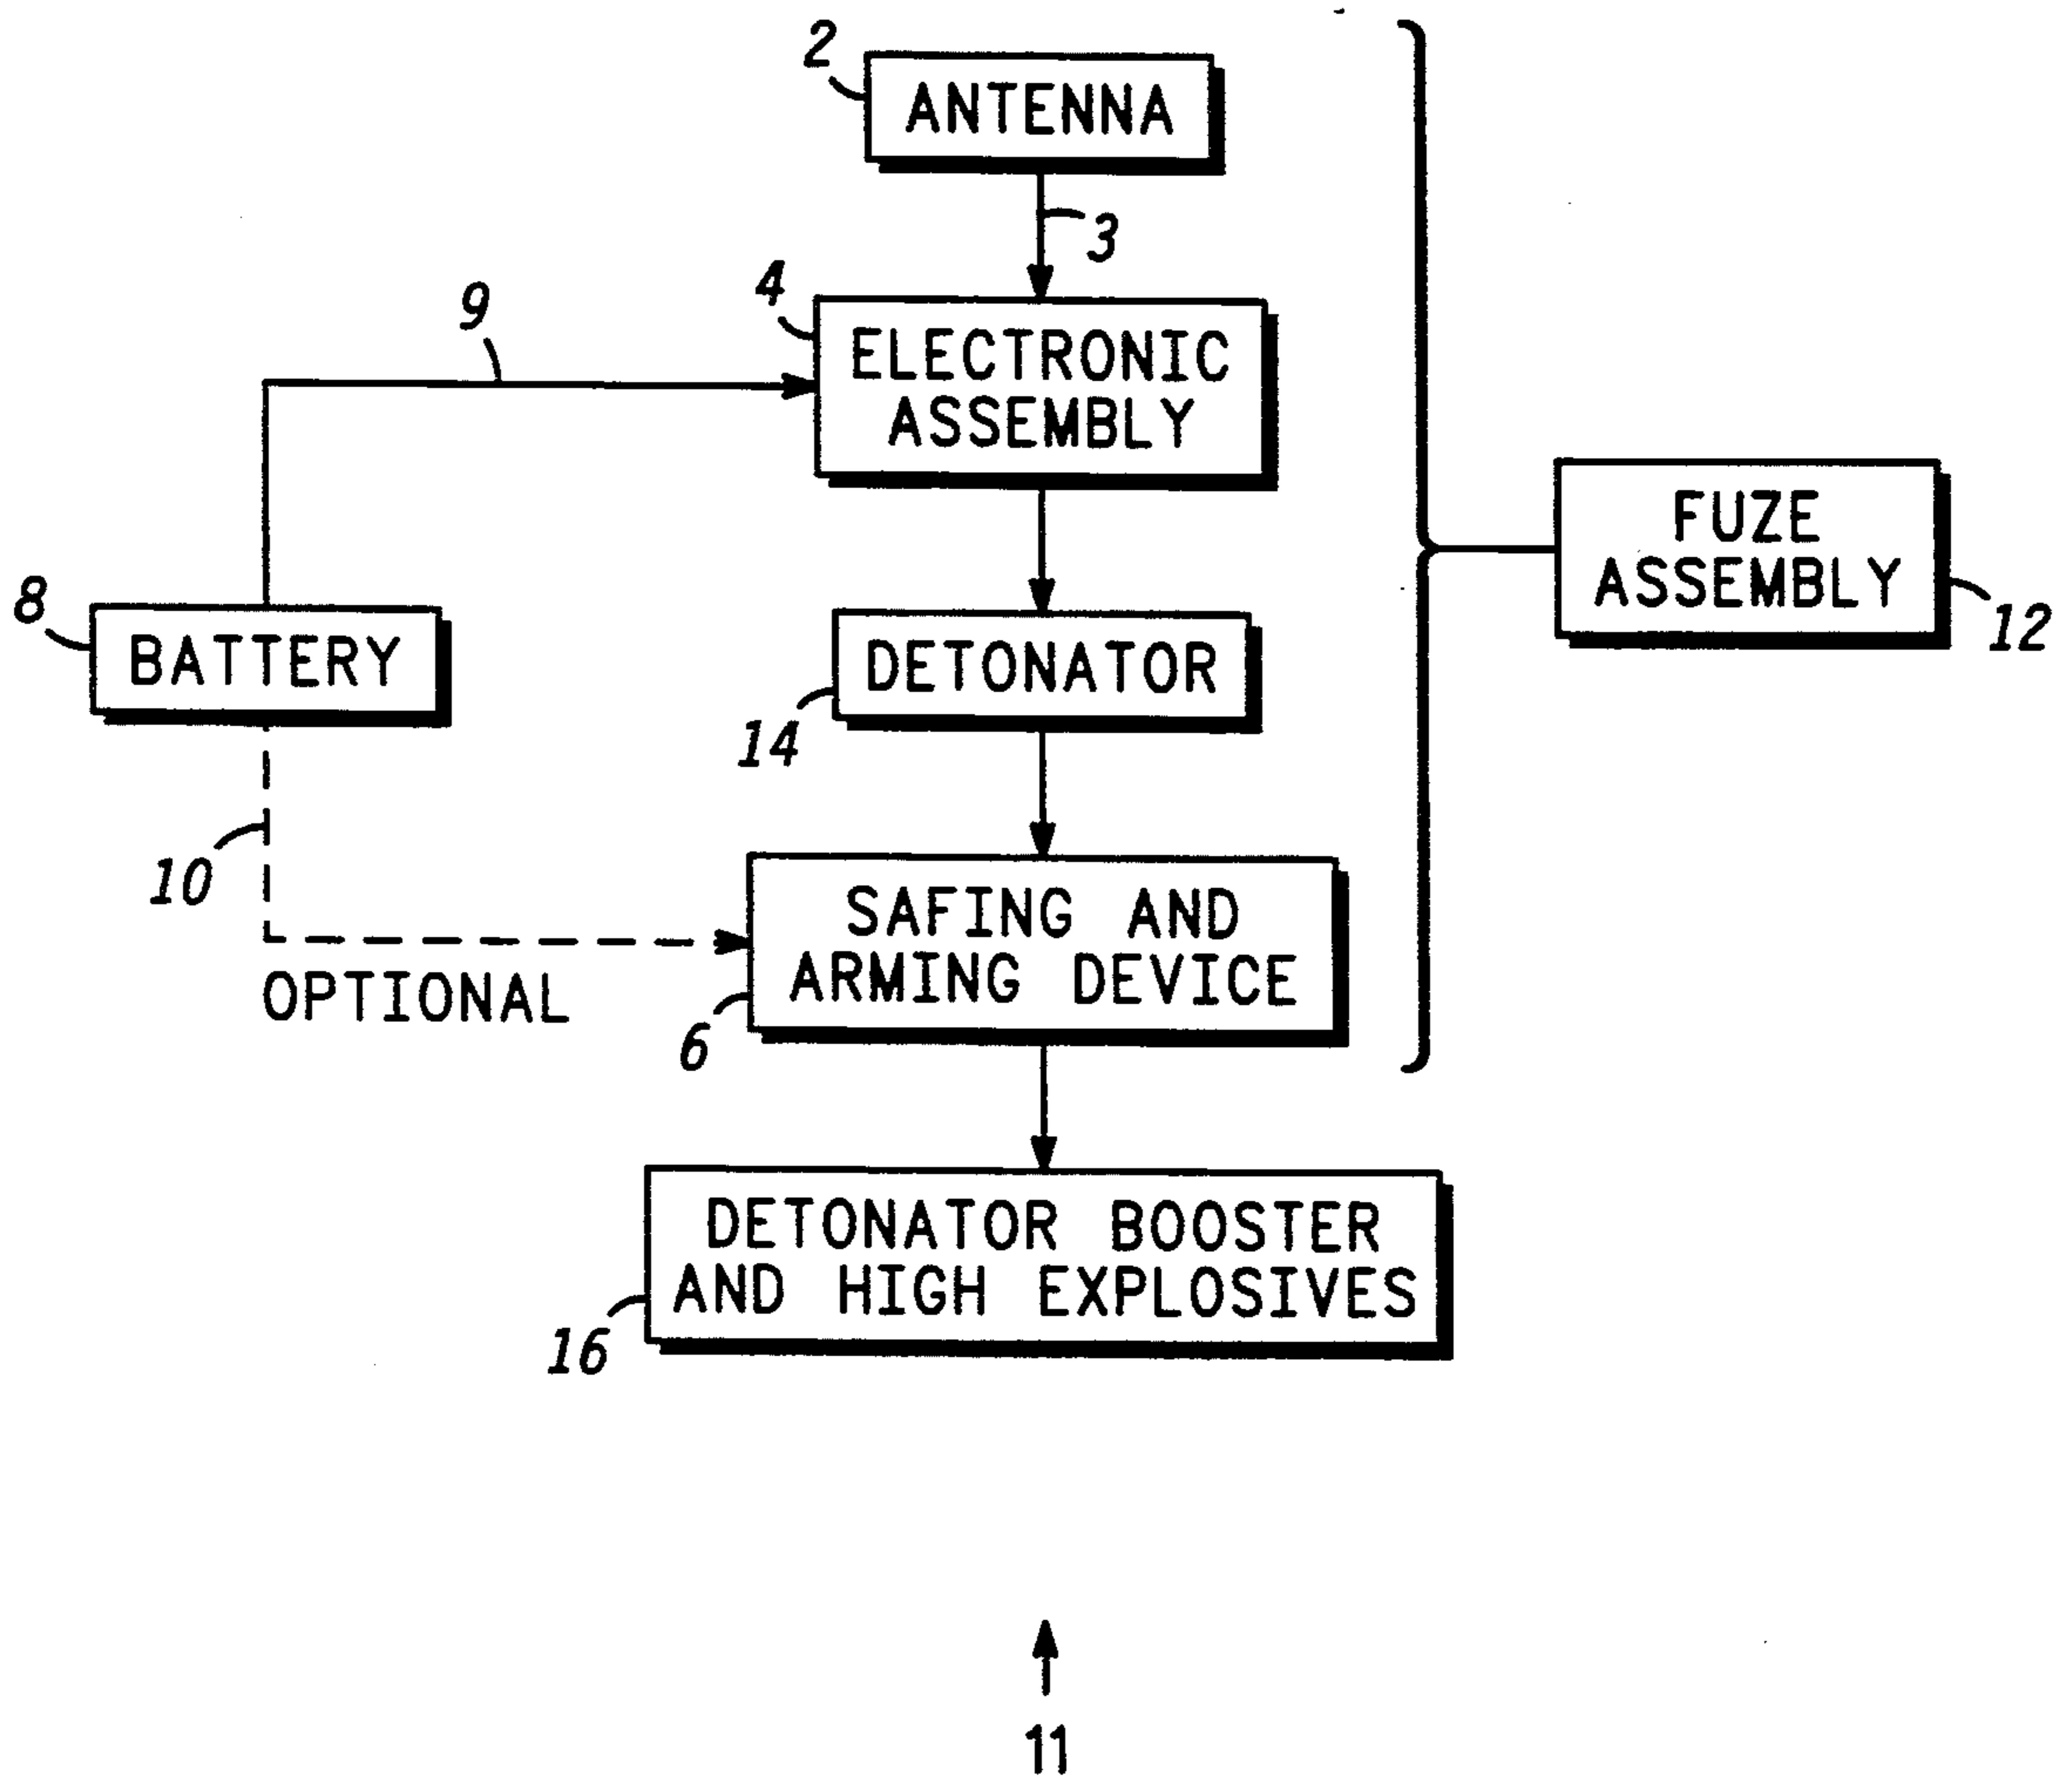 2
ANTENNA
3
4
ELECTRONIC
ASSEMBLY
9
FUZE
ASSEMBLY
12
8
BATTERY
DETONATOR
14
10
SAFING AND
ARMING DEVICE
OPTIONAL
6
DETONATOR BOOSTER
AND HIGH EXPLOSIVES
16
11